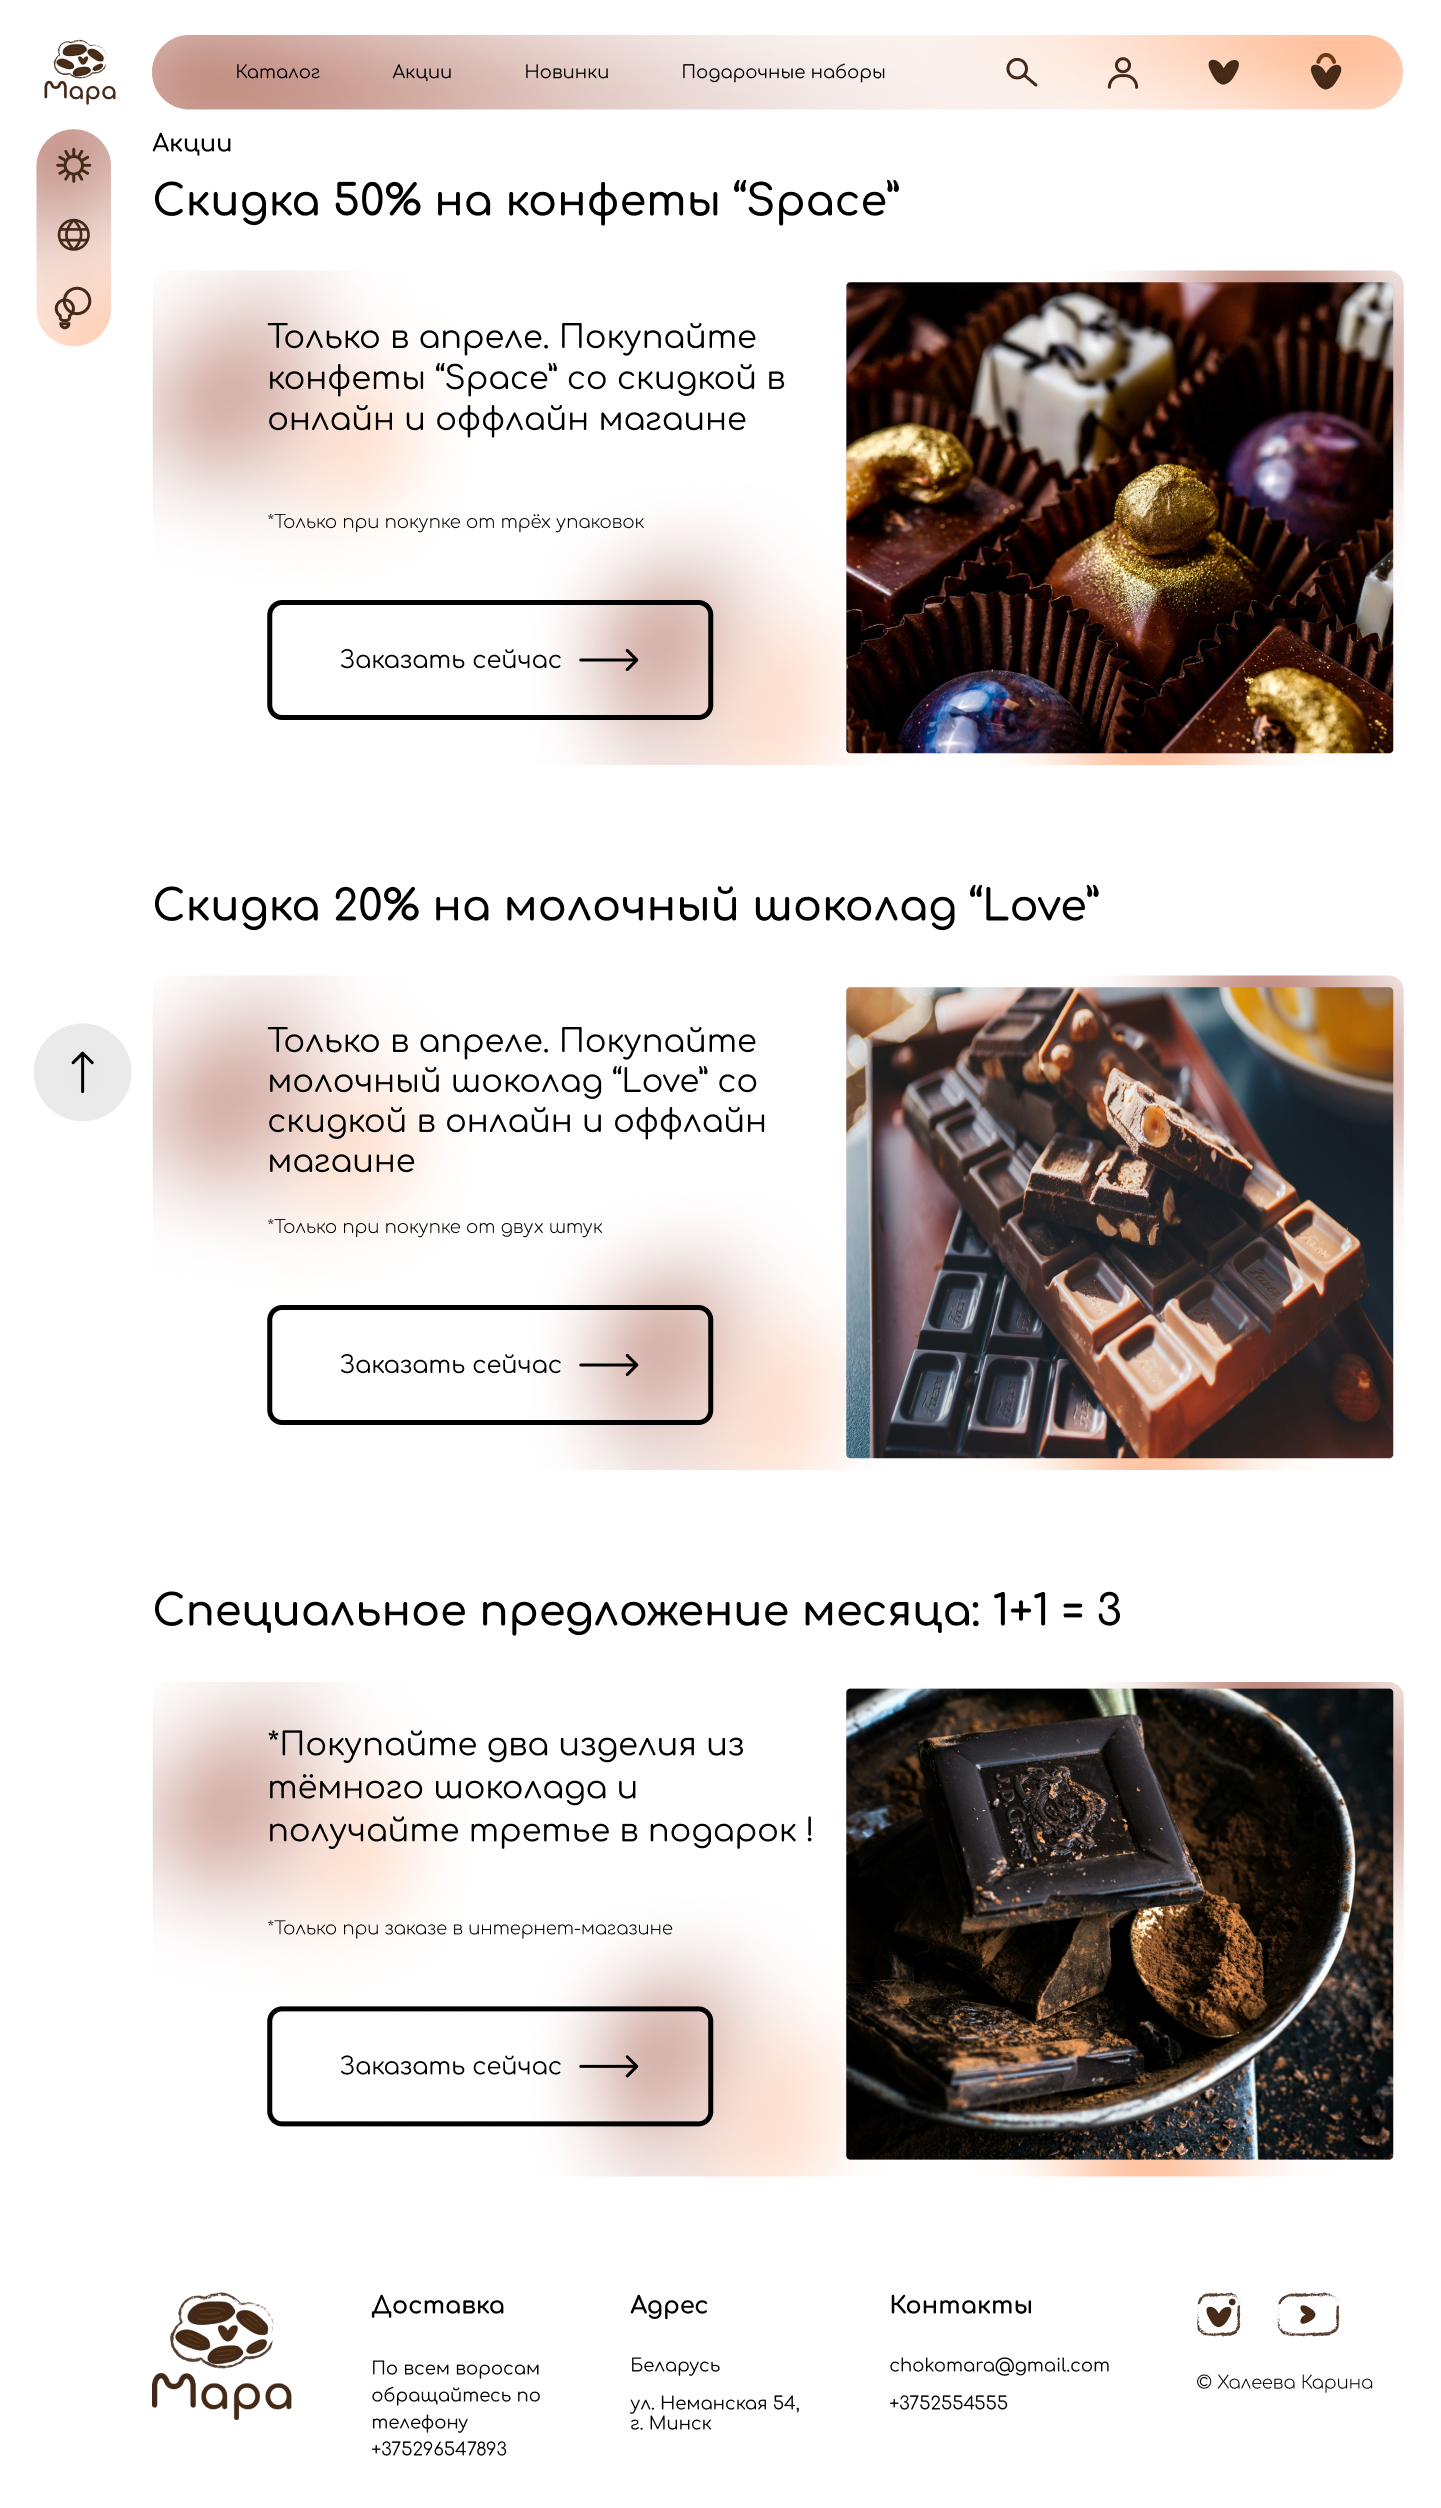 Мара
Каталог Акции Новинки Подарочные наборы
Акции
Скидка 50% на конфеты “Space”
Только в апреле. Покупайте
конфеты “Space” со скидкой в
онлайн и оффлайн магаине
*Только при покупке от трёх упаковок
Заказать сейчас
Скидка 20% на молочный шоколад “Love”
Только в апреле. Покупайте
молочный шоколад “Love” со
скидкой в онлайн и оффлайн
магаине
*Только при покупке от двух штук
Заказать сейчас
Специальное предложение месяца: 1+1 = 3
*Покупайте два изделия из
тёмного шоколада и
получайте третье в подарок !
*Только при заказе в интернет-магазине
Заказать сейчас
Мара
Доставка
По всем воросам
обращайтесь по
телефону
+375296547893
Адрес
Беларусь
ул. Неманская 54,
г. Минск
Контакты
chokomara@gmail.com
+3752554555
© Халеева Карина